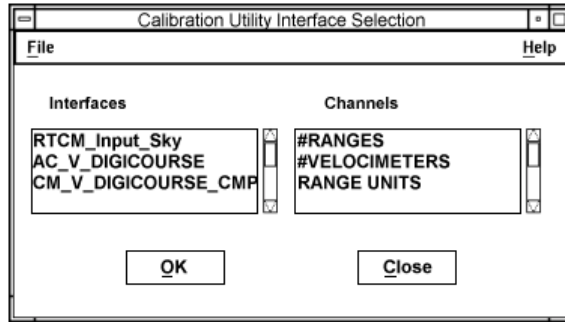 Calibration Utility Interface Selection
File Help
Interfaces Channels
RTCM_Input_Sky #RANGES
AC_V_DIGICOURSE #VELOCIMETERS
CM_V_DIGICOURSE_CMP RANGE UNITS
OK Close